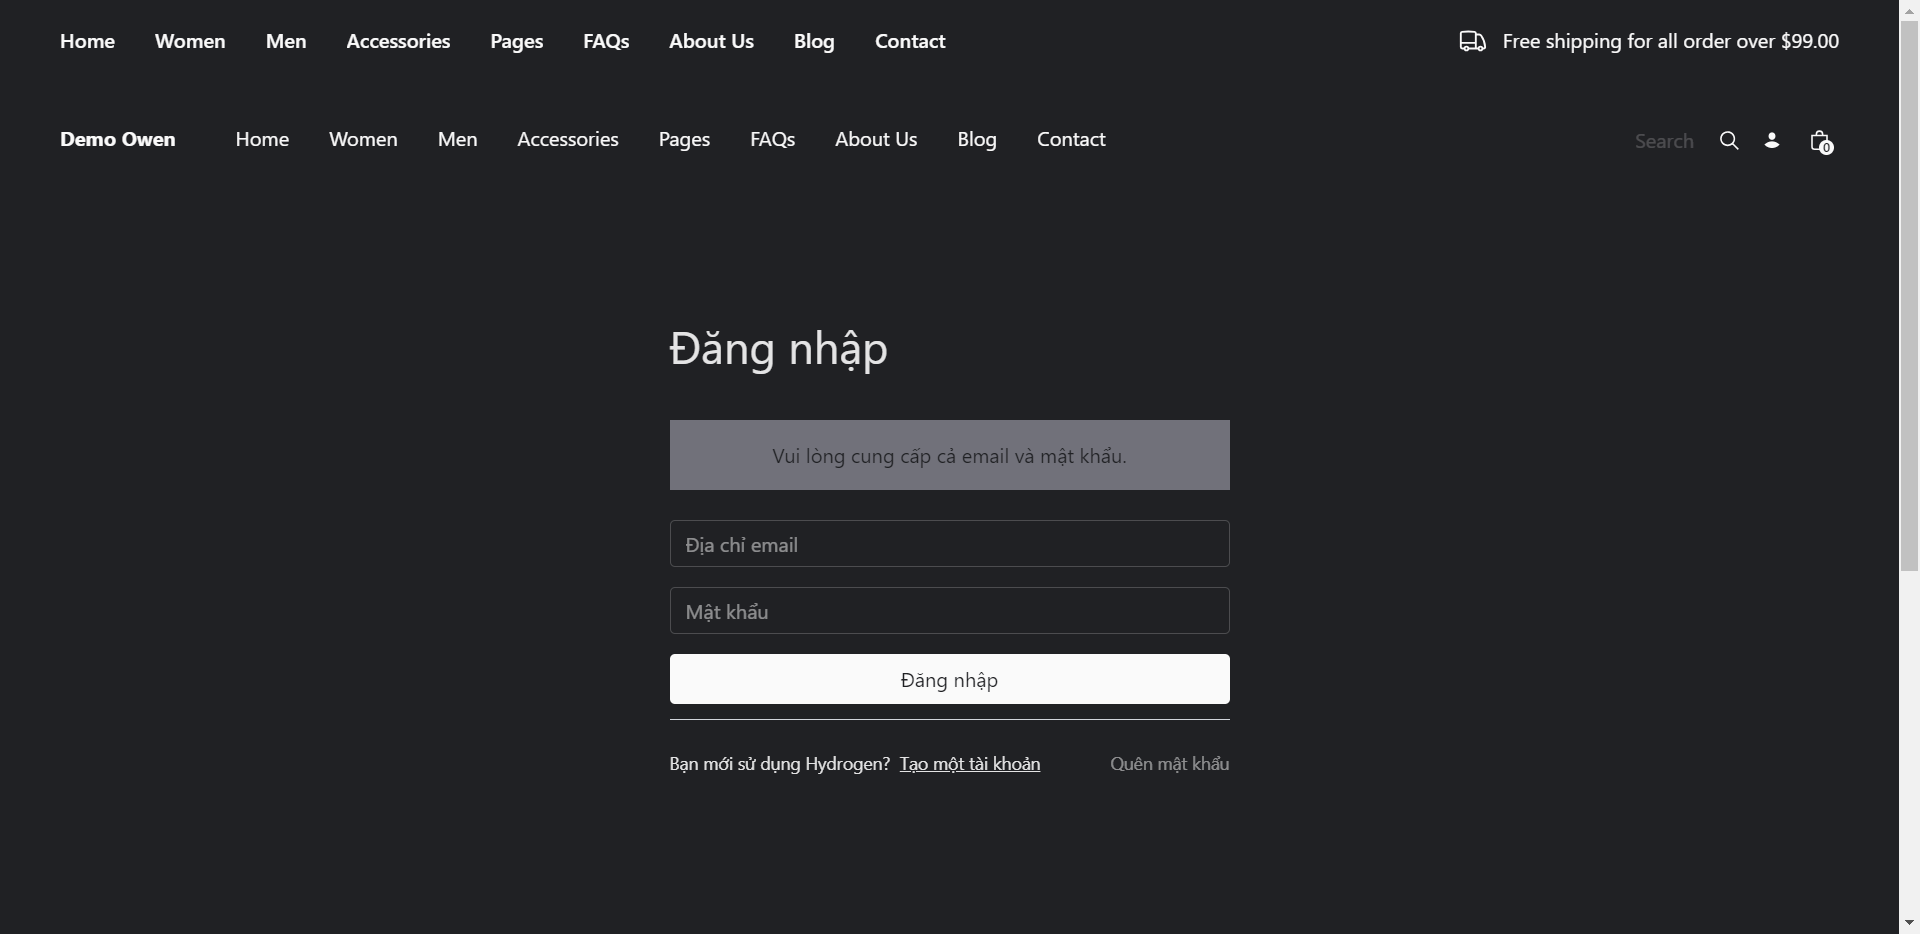 Home Women Men Accessories Pages FAQs About Us Blog Contact Free shipping for all order over $99.00
Demo Owen Home Women Men Accessories Pages FAQs About Us Blog Contact Search 0
Đăng nhập
Vui lòng cung cấp cả email và mật khẩu.
Địa chỉ email
Mật khẩu
Đăng nhập
Bạn mới sử dụng Hydrogen? Tạo một tài khoản Quên mật khẩu